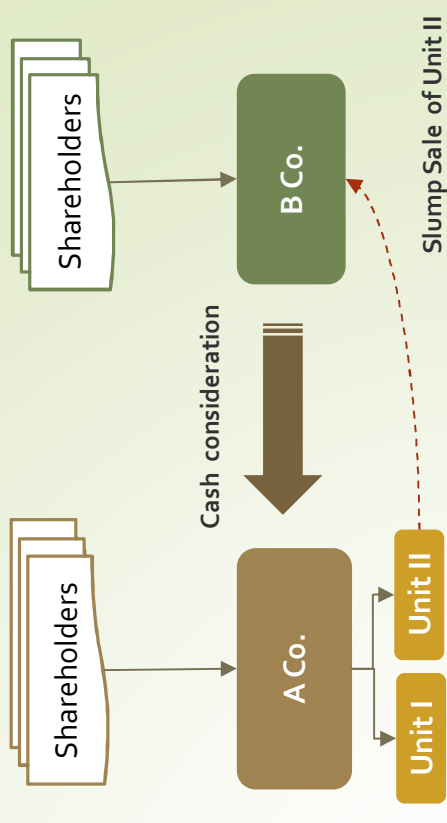 Shareholders
Shareholders
Cash consideration
A Co.
B Co.
Unit I
Unit II
Slump Sale of Unit II